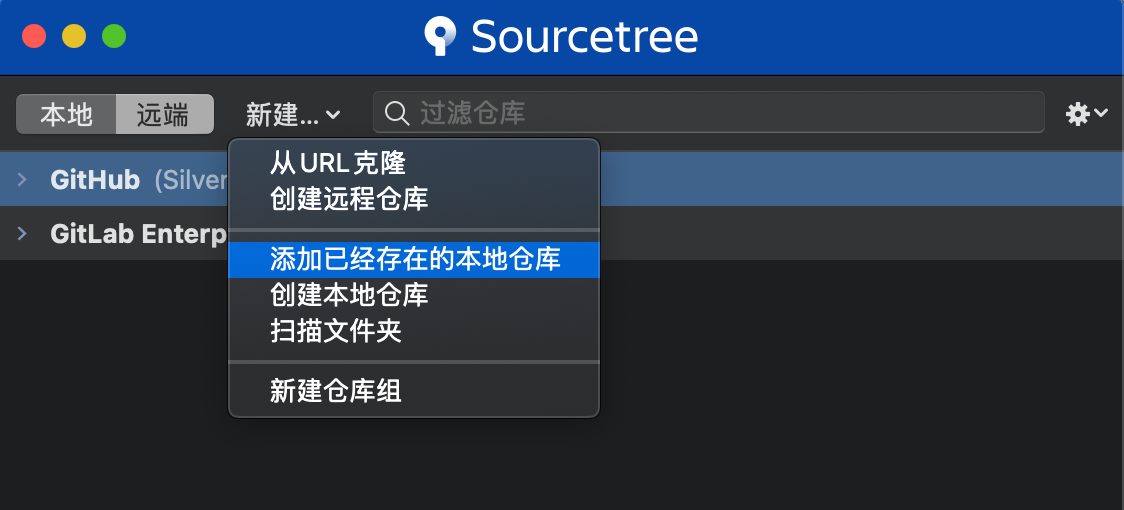 Sourcetree
本地 远端 新建... 过滤仓库
GitHub (Silver
GitLab Enterp
从URL克隆
创建远程仓库
添加已经存在的本地仓库
创建本地仓库
扫描文件夹
新建仓库组